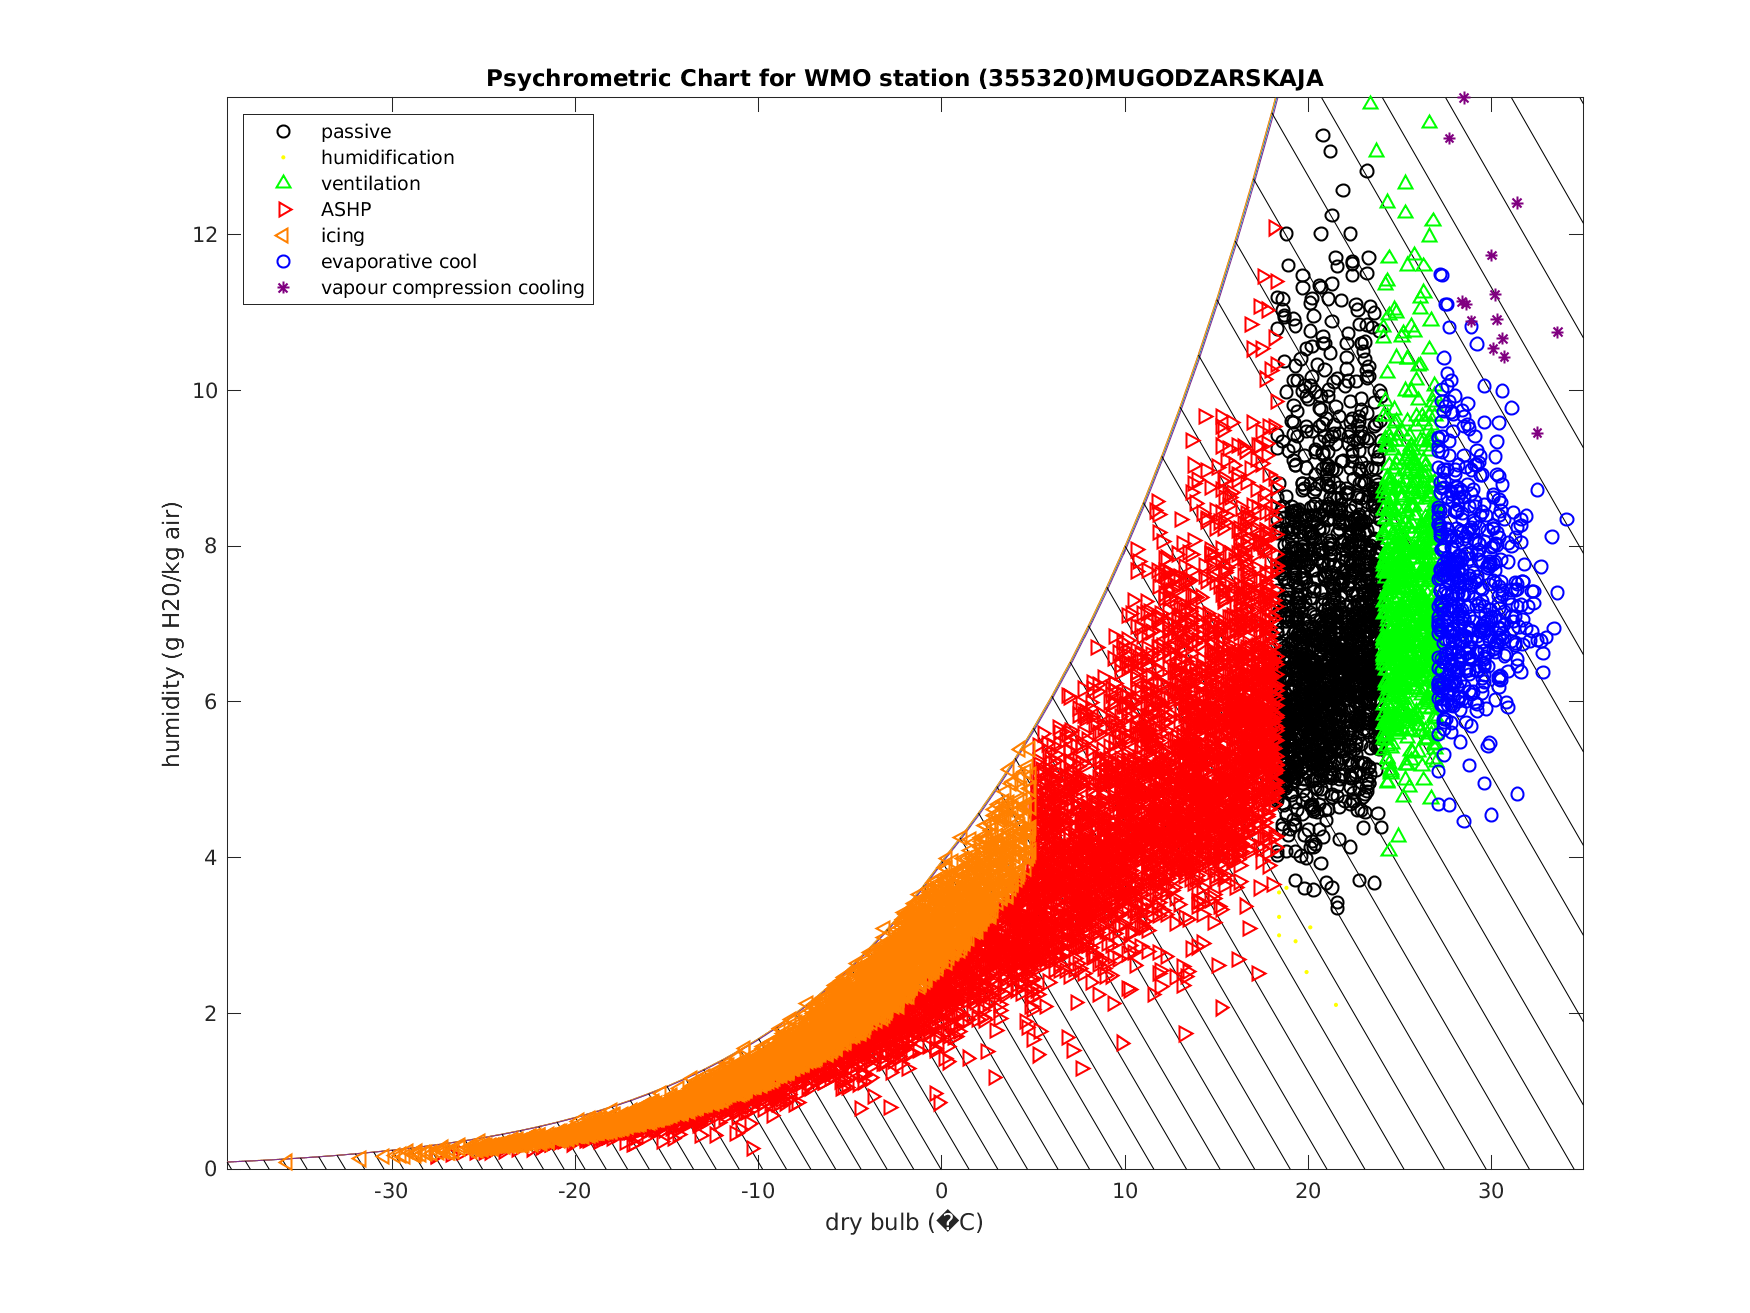 Psychrometric Chart for WMO station (355320)MUGODZARSKAJA
passive
humidification
ventilation
ASHP
icing
evaporative cool
vapour compression cooling
humidity (g H20/kg air)
12
10
8
6
4
2
0
-30 -20 -10 0 10 20 30
dry bulb (�C)